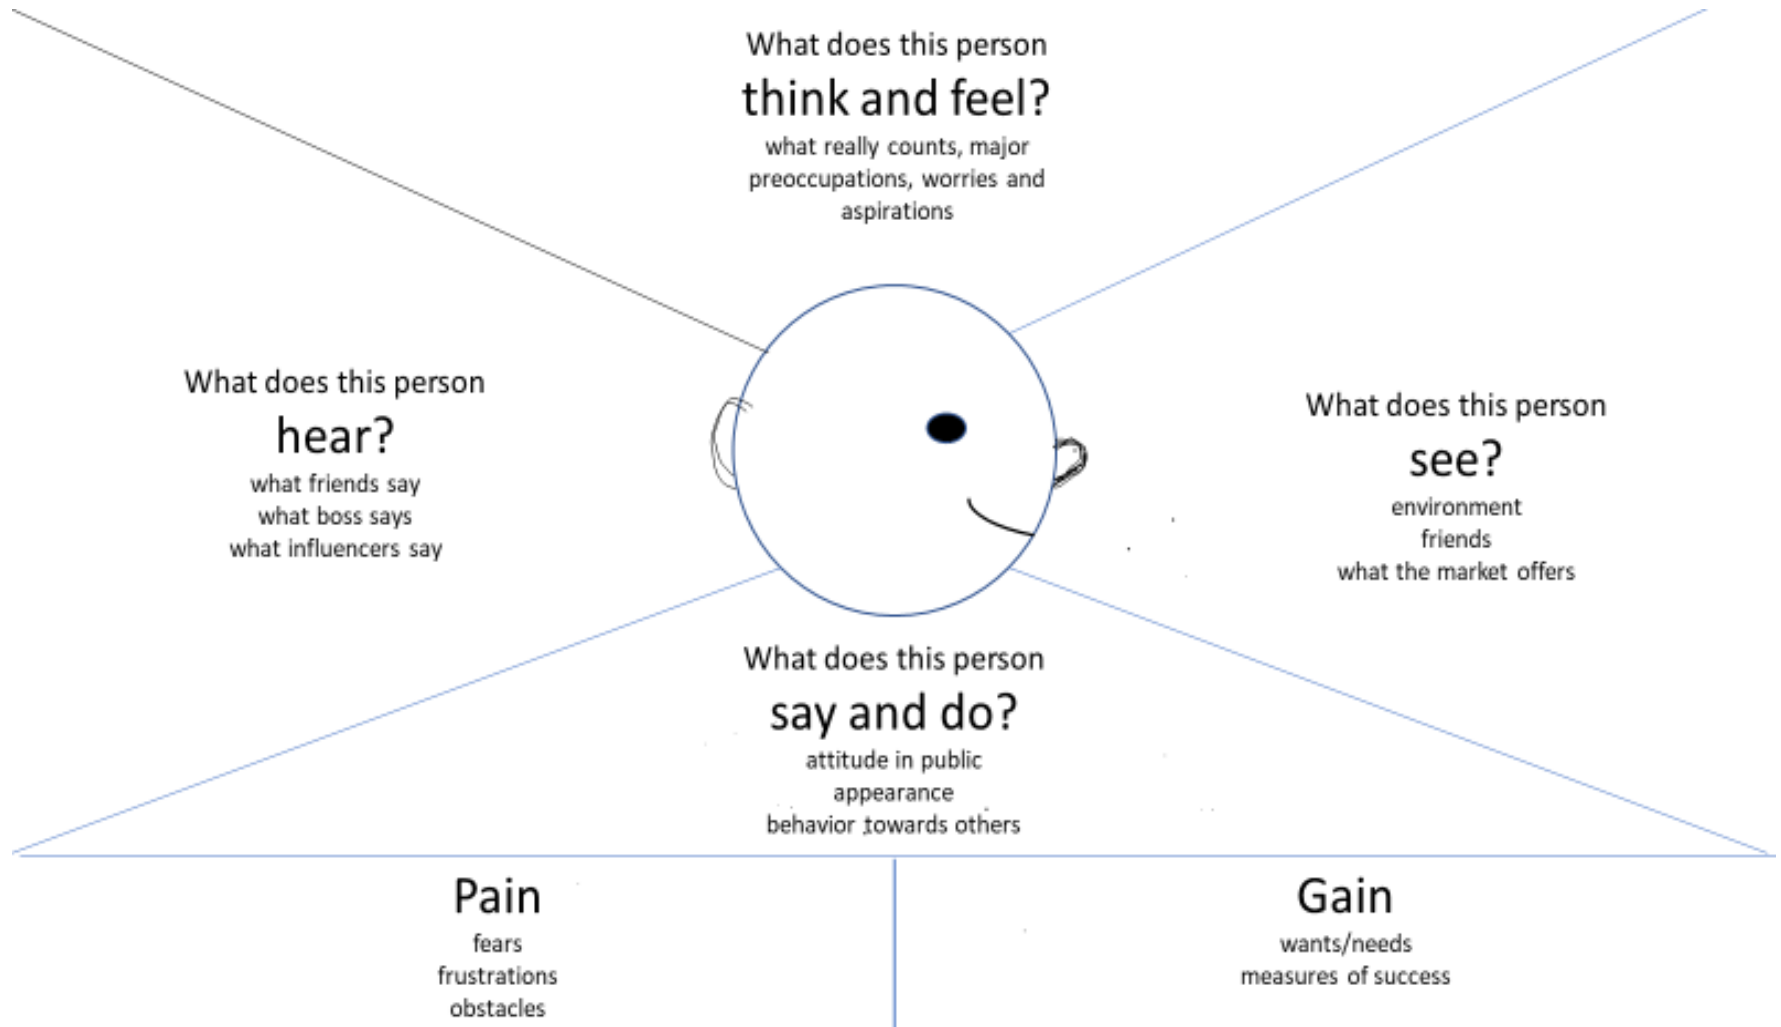 What does this person
think and feel?
what really counts, major
preoccupations, worries and
aspirations
What does this person
hear?
what friends say
what boss says
what influencers say
What does this person
see?
environment
friends
what the market offers
What does this person
say and do?
attitude in public
appearance
behavior towards others
Pain
fears
frustrations
obstacles
Gain
wants/needs
measures of success